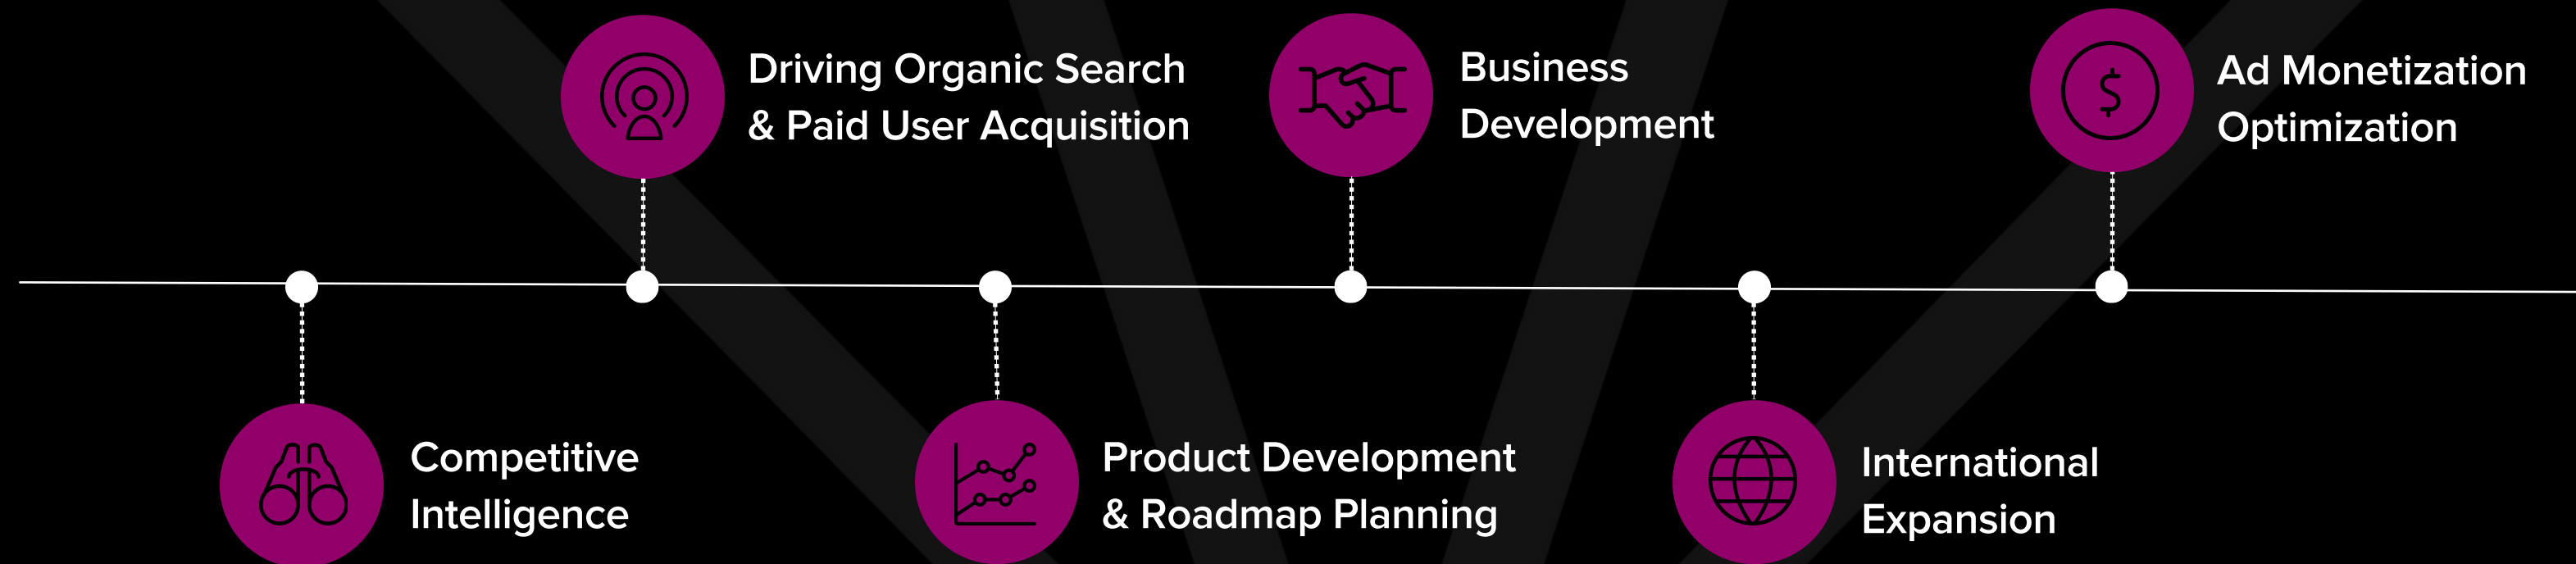 Driving Organic Search
& Paid User Acquisition
Business
Development
Ad Monetization
Optimization
$
Competitive
Intelligence
Product Development
& Roadmap Planning
International
Expansion